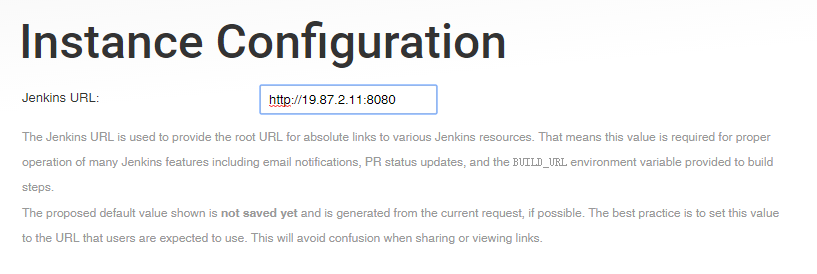 Instance Configuration
Jenkins URL: http://19.87.2.11:8080
The Jenkins URL is used to provide the root URL for absolute links to various Jenkins resources. That means this value is required for proper
operation of many Jenkins features including email notifications, PR status updates, and the BUILD_URL environment variable provided to build
steps.
The proposed default value shown is not saved yet and is generated from the current request, if possible. The best practice is to set this value
to the URL that users are expected to use. This will avoid confusion when sharing or viewing links.